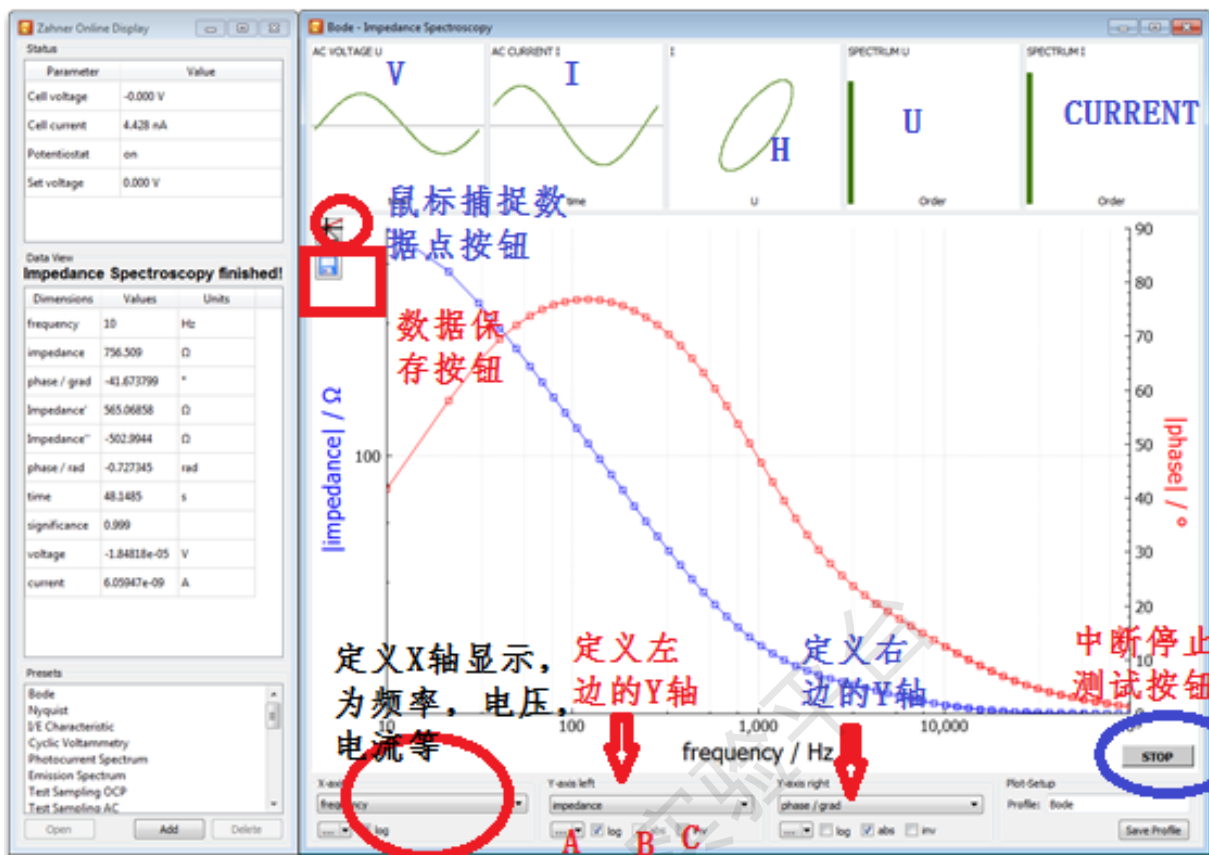 Zahner Online Display
Status
Parameter Value
Cell voltage -0.000 V
Cell current 4.428 nA
Potentiostat on
Set voltage 0.000 V
Data View
Impedance Spectroscopy finished!
Dimensions Values Units
frequency 10 Hz
impedance 756.509 Ω
phase / grad -41.673799 °
Impedance' 565.06858 Ω
Impedance'' -502.9944 Ω
phase / rad -0.727345 rad
time 48.1485 s
significance 0.999
voltage -1.84818e-05 V
current 6.05947e-09 A
Presets
Bode
Nyquist
I/E Characteristic
Cyclic Voltammetry
Photocurrent Spectrum
Emission Spectrum
Test Sampling OCP
Test Sampling AC
Open Add Delete
Bode - Impedance Spectroscopy
AC VOLTAGE U AC CURRENT I I SPECTRUM U SPECTRUM I
V I H U CURRENT
time U Order Order
鼠标捕捉数
据点按钮
数据保
存按钮
|impedance| / Ω
100
90
80
70
60
50
40
30
20
10
0
|phase| / °
定义X轴显示，
为频率，电压，
电流等
定义左
边的Y轴
定义右
边的Y轴
中断停止
测试按钮
10 100 1,000 10,000
frequency / Hz
STOP
X-axis Y-axis left Y-axis right Plot-Setup
frequency impedance phase / grad Profile: Bode
... log ... log abs inv ... log abs inv Save Profile
A B C
实验平台